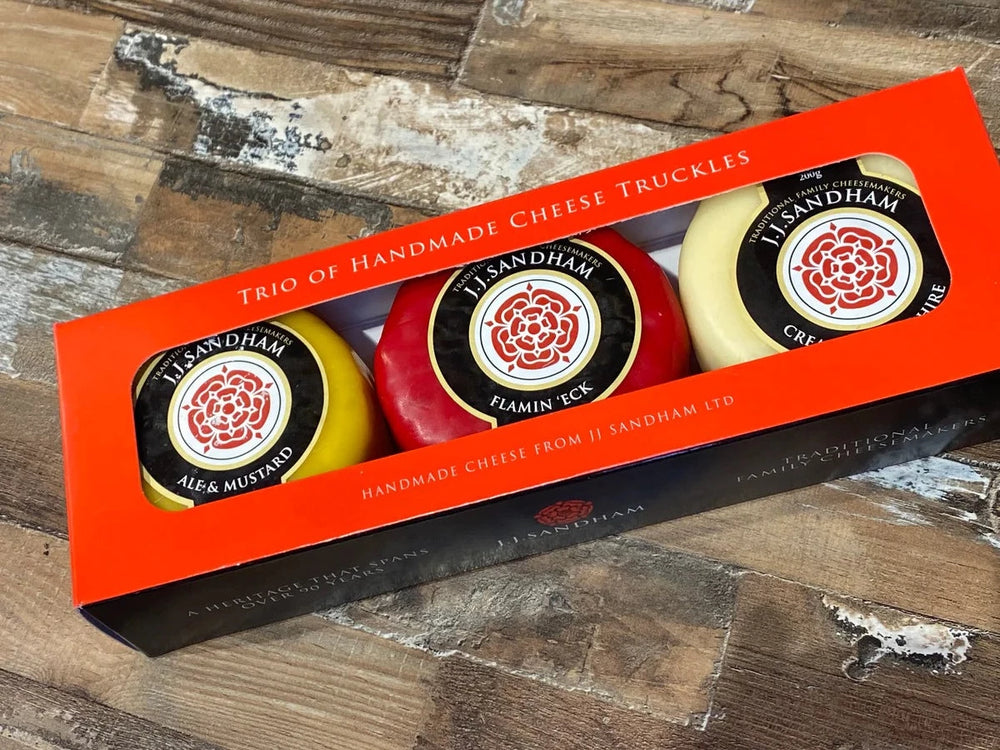 TRIO OF HANDMADE CHEESE TRUCKLES
TRADITIONAL FAMILY CHEESEMAKERS
J.J.SANDHAM
ALE & MUSTARD
TRADITIONAL FAMILY CHEESEMAKERS
J.J.SANDHAM
FLAMIN 'ECK
200g
TRADITIONAL FAMILY CHEESEMAKERS
J.J.SANDHAM
HANDMADE CHEESE FROM JJ SANDHAM LTD
A HERITAGE THAT SPANS
OVER 90 YEARS
J.J.SANDHAM
TRADITIONAL
FAMILY CHEESEMAKERS